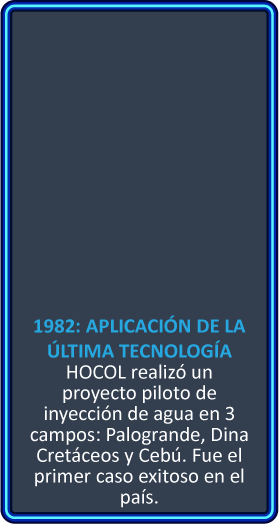 1982: APLICACIÓN DE LA
ÚLTIMA TECNOLOGÍA
HOCOL realizó un
proyecto piloto de
inyección de agua en 3
campos: Palogrande, Dina
Cretáceos y Cebú. Fue el
primer caso exitoso en el
país.